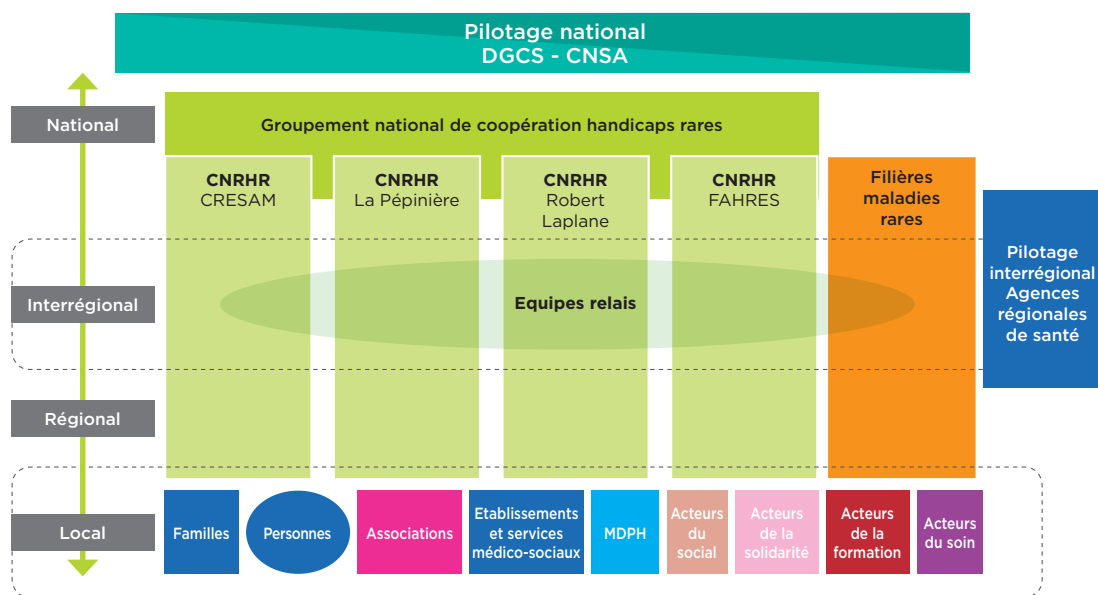 Pilotage national
DGCS - CNSA
National
Groupement national de coopération handicaps rares
CNRHR
CRESAM
CNRHR
La Pépinière
CNRHR
Robert
Laplane
CNRHR
FAHRES
Filières
maladies
rares
Pilotage
interrégional
Agences
régionales
de santé
Interrégional
Equipes relais
Régional
Local
Familles
Personnes
Associations
Etablissements
et services
médico-sociaux
MDPH
Acteurs
du
social
Acteurs
de la
solidarité
Acteurs
de la
formation
Acteurs
du soin